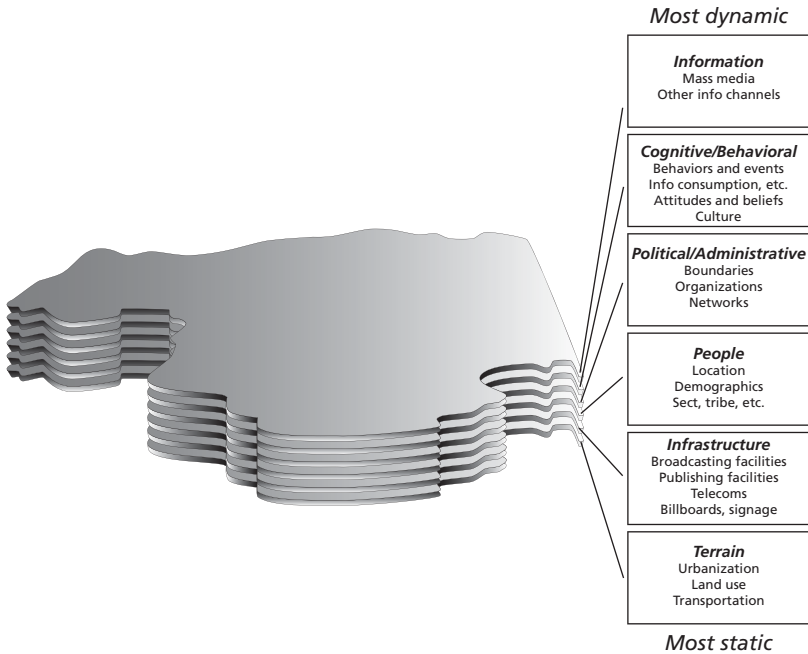 Most dynamic
Information
Mass media
Other info channels
Cognitive/Behavioral
Behaviors and events
Info consumption, etc.
Attitudes and beliefs
Culture
Political/Administrative
Boundaries
Organizations
Networks
People
Location
Demographics
Sect, tribe, etc.
Infrastructure
Broadcasting facilities
Publishing facilities
Telecoms
Billboards, signage
Terrain
Urbanization
Land use
Transportation
Most static